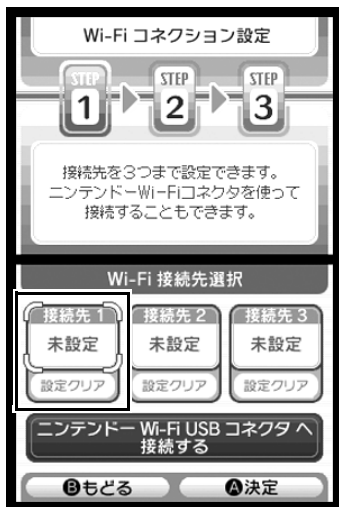 Wi-Fi コネクション設定
STEP STEP STEP
1 2 3
接続先を3つまで設定できます。
ニンテンドーWi-Fiコネクタを使って
接続することもできます。
Wi-Fi 接続先選択
接続先 1 接続先 2 接続先 3
未設定 未設定 未設定
設定クリア 設定クリア 設定クリア
ニンテンドー Wi-Fi USB コネクタ へ
接続する
Bもどる A決定